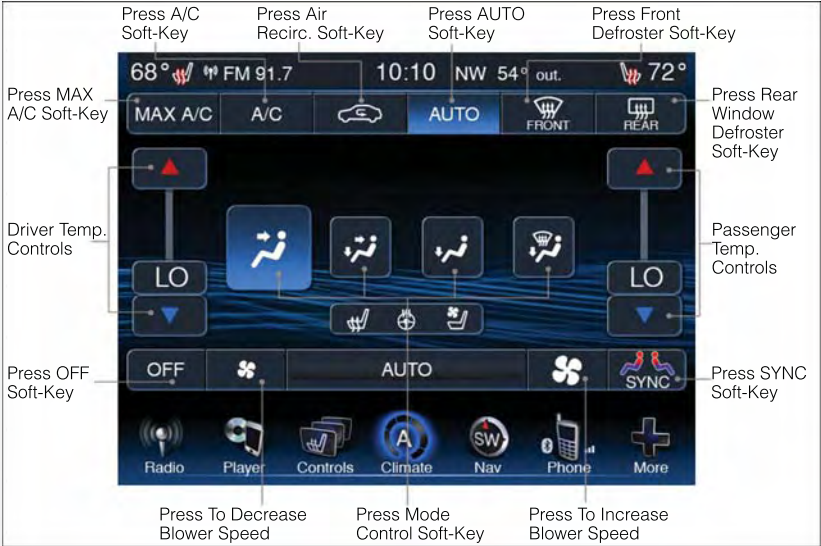 Press A/C
Soft-Key
Press Air
Recirc. Soft-Key
Press AUTO
Soft-Key
Press Front
Defroster Soft-Key
Press MAX
A/C Soft-Key
68° FM 91.7 10:10 NW 54° out. 72°
MAX A/C A/C AUTO FRONT REAR
Press Rear
Window
Defroster
Soft-Key
Driver Temp.
Controls
Passenger
Temp.
Controls
LO LO
Press OFF
Soft-Key
OFF AUTO SYNC
Press SYNC
Soft-Key
A SW
Radio Player Controls Climate Nav Phone More
Press To Decrease
Blower Speed
Press Mode
Control Soft-Key
Press To Increase
Blower Speed